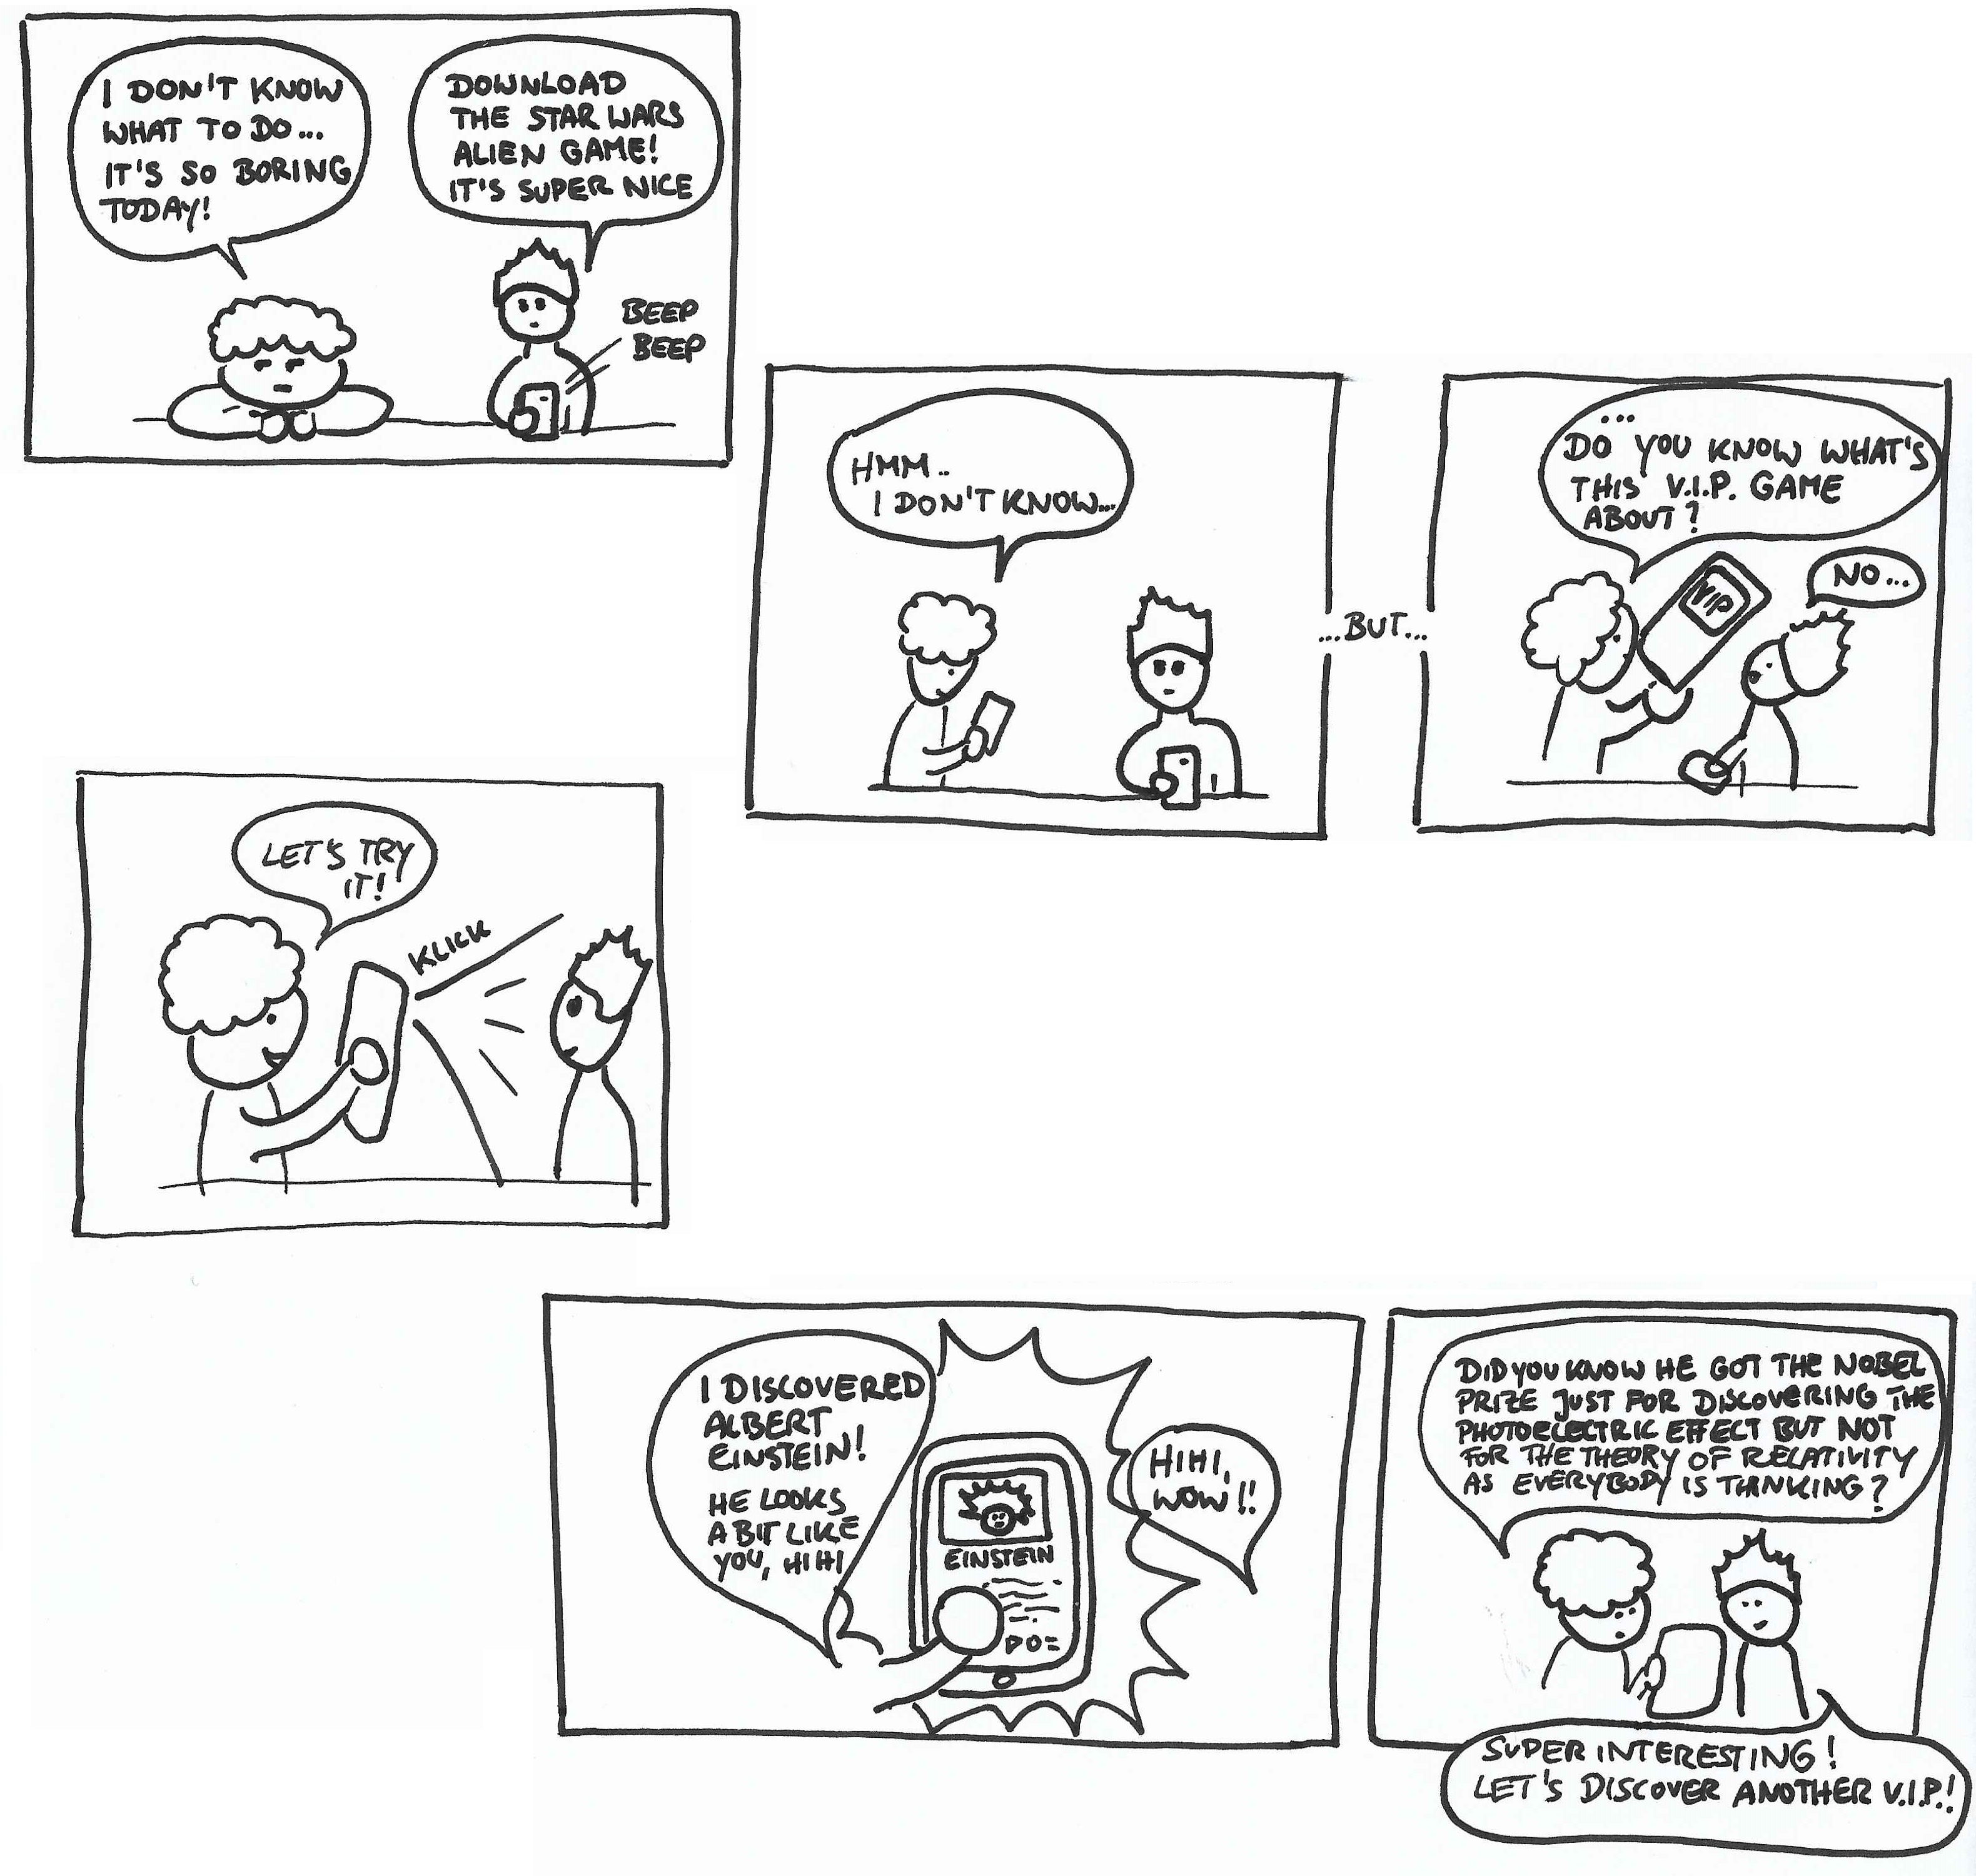 I DON'T KNOW
WHAT TO DO...
IT'S SO BORING
TODAY!
DOWNLOAD
THE STAR WARS
ALIEN GAME!
IT'S SUPER NICE
BEEP
BEEP
HMM..
I DON'T KNOW...
...BUT...
...
DO YOU KNOW WHAT'S
THIS V.I.P. GAME
ABOUT?
VIP
NO...
LET'S TRY
IT!
KLICK
I DISCOVERED
ALBERT
EINSTEIN!
HE LOOKS
A BIT LIKE
YOU, HIHI
EINSTEIN
HIHI,
WOW!!
DID YOU KNOW HE GOT THE NOBEL
PRIZE JUST FOR DISCOVERING THE
PHOTOELECTRIC EFFECT BUT NOT
FOR THE THEORY OF RELATIVITY
AS EVERYBODY IS THINKING?
SUPER INTERESTING!
LET'S DISCOVER ANOTHER V.I.P.!